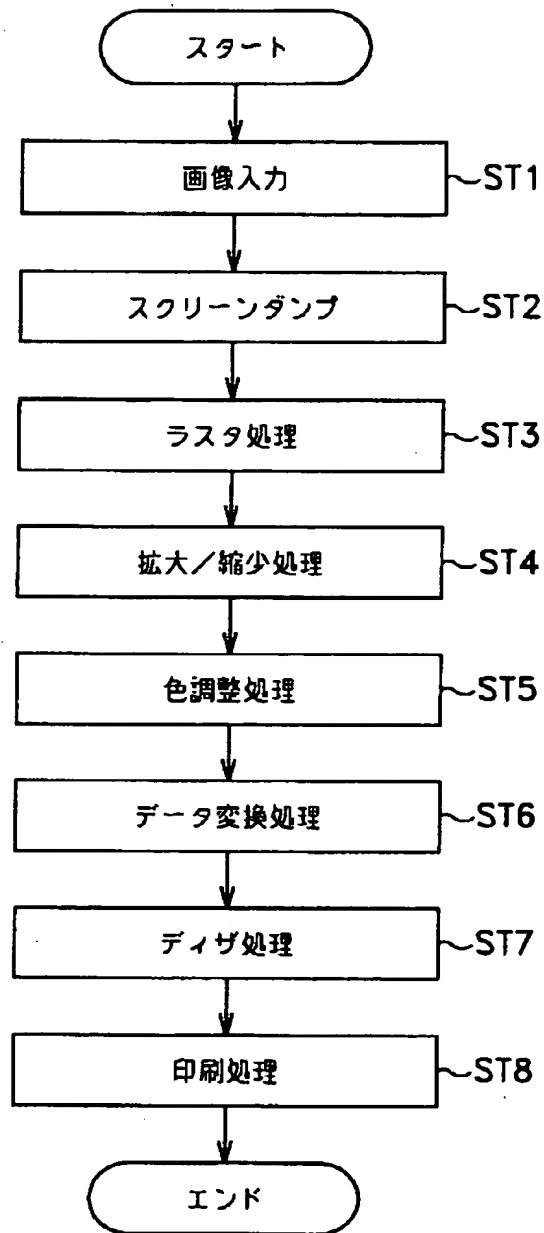 スタート
画像入力 ST1
スクリーンダンプ ST2
ラスタ処理 ST3
拡大/縮少処理 ST4
色調整処理 ST5
データ変換処理 ST6
ディザ処理 ST7
印刷処理 ST8
エンド